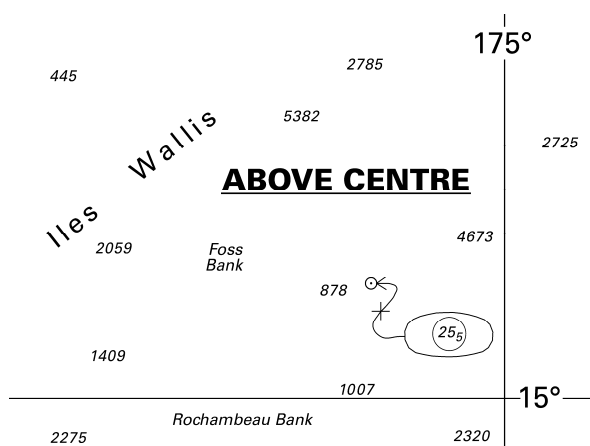 175°
445
2785
5382
Iles Wallis
2725
ABOVE CENTRE
4673
2059
Foss
Bank
878
25₅
1409
1007
15°
Rochambeau Bank
2275
2320